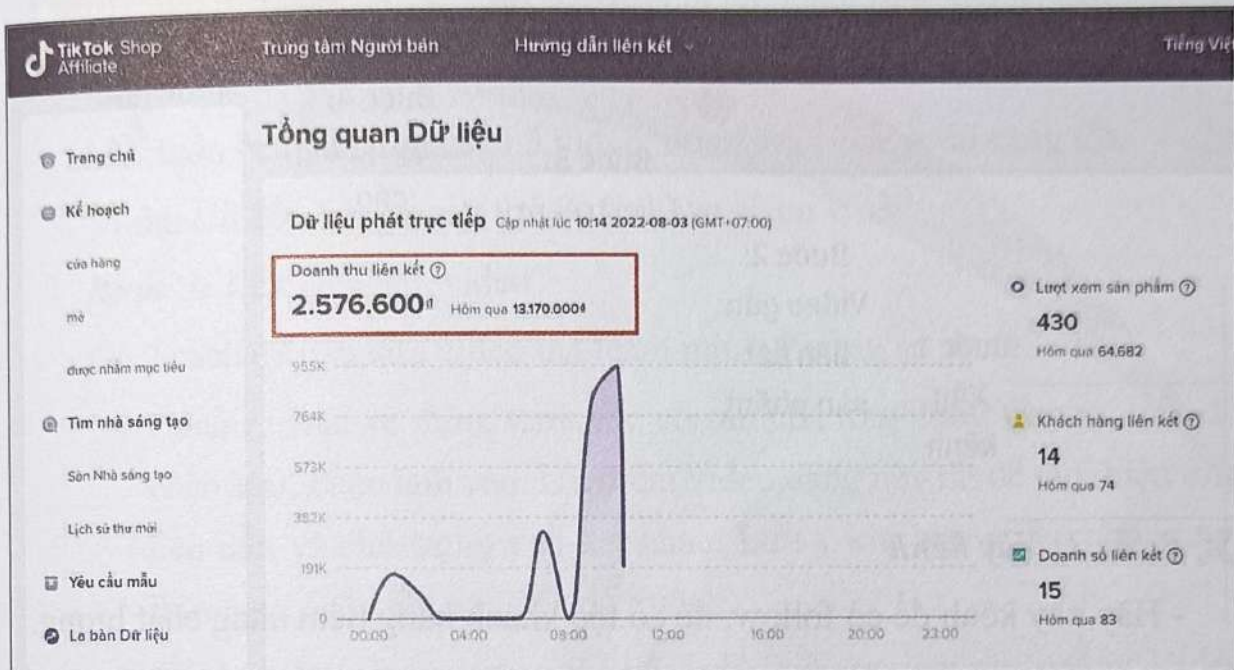 TikTok Shop
Affiliate
Trung tâm Người bán
Hướng dẫn liên kết
Tiếng Việt
Trang chủ
Kế hoạch
cửa hàng
mở
được nhắm mục tiêu
Tìm nhà sáng tạo
Sàn Nhà sáng tạo
Lịch sử thư mời
Yêu cầu mẫu
La bàn Dữ liệu
Tổng quan Dữ liệu
Dữ liệu phát trực tiếp Cập nhật lúc 10:14 2022-08-03 (GMT+07:00)
Doanh thu liên kết
2.576.600đ Hôm qua 13.170.000đ
955K
764K
573K
382K
191K
0
00:00 04:00 08:00 12:00 16:00 20:00 23:00
Lượt xem sản phẩm
430
Hôm qua 64.682
Khách hàng liên kết
14
Hôm qua 74
Doanh số liên kết
15
Hôm qua 83